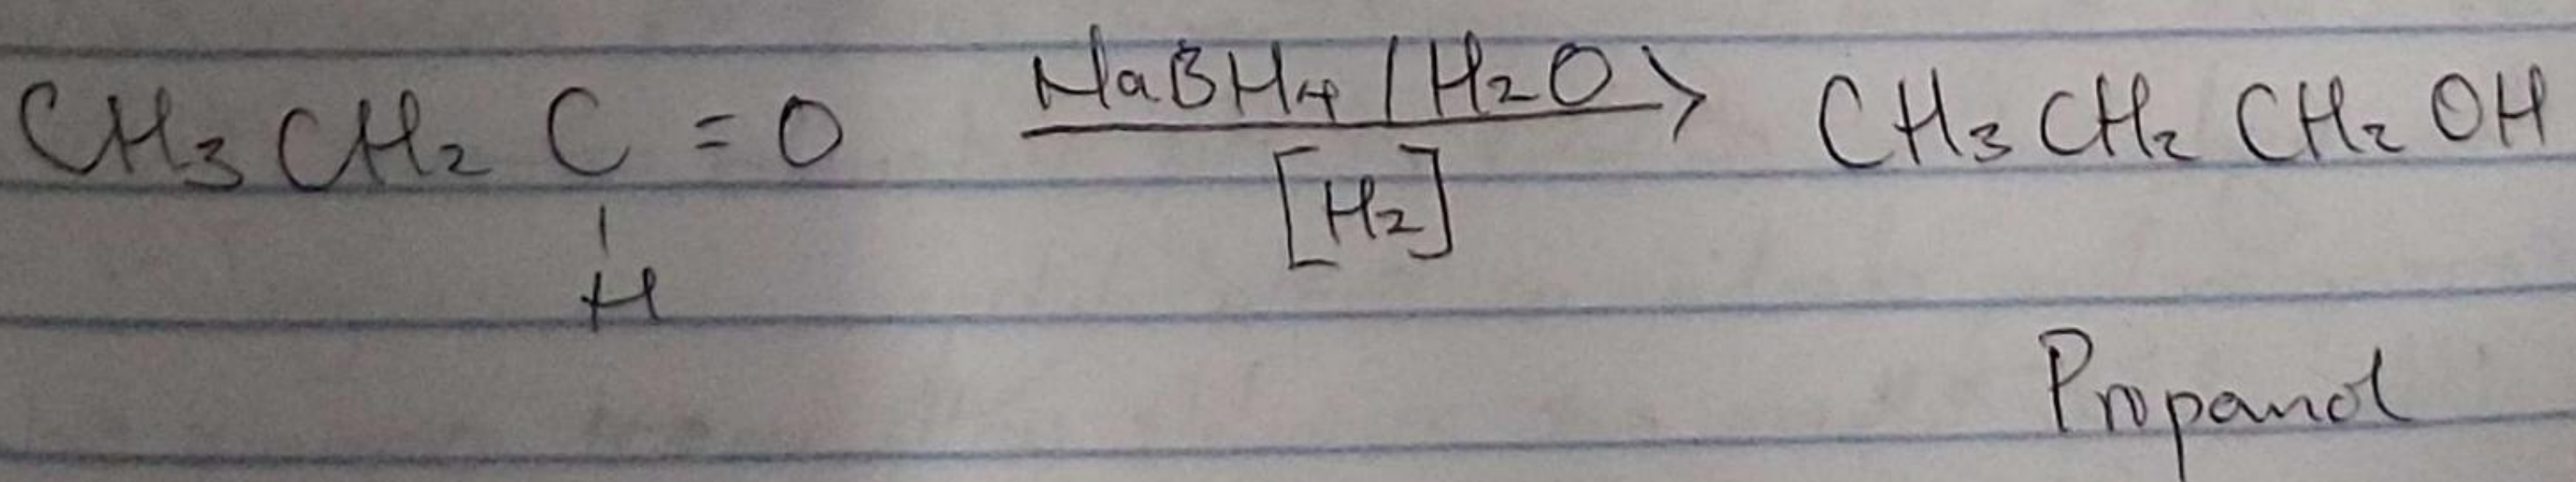 CH3CH2C=O NaBH4/H2O> CH3CH2CH2OH
[H2]
H
Propanol